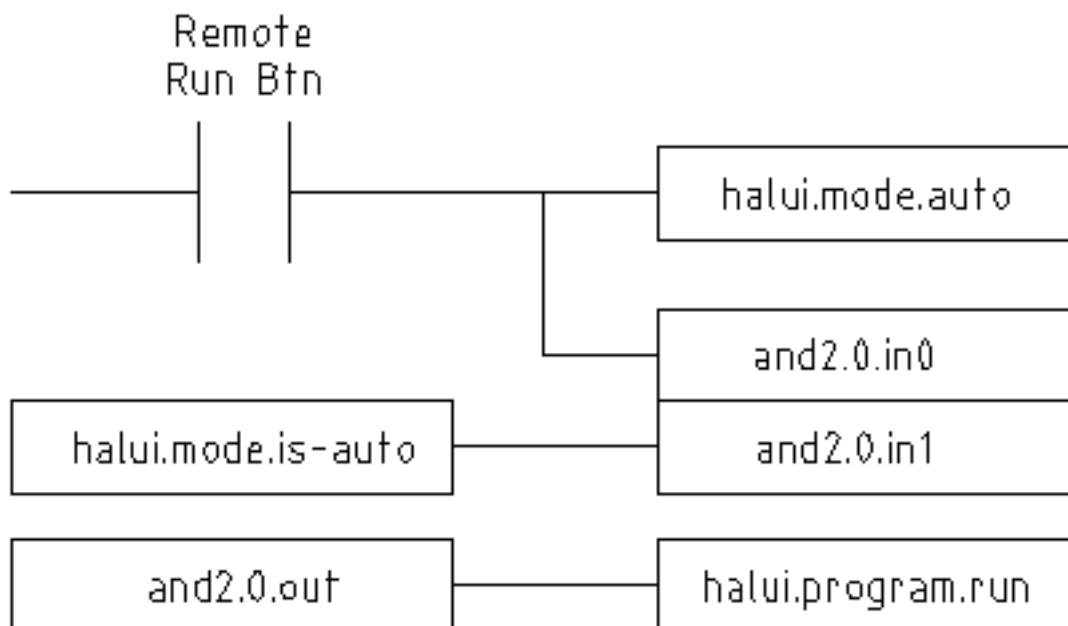 Remote
Run Btn
halui.mode.auto
and2.0.in0
halui.mode.is-auto
and2.0.in1
and2.0.out
halui.program.run